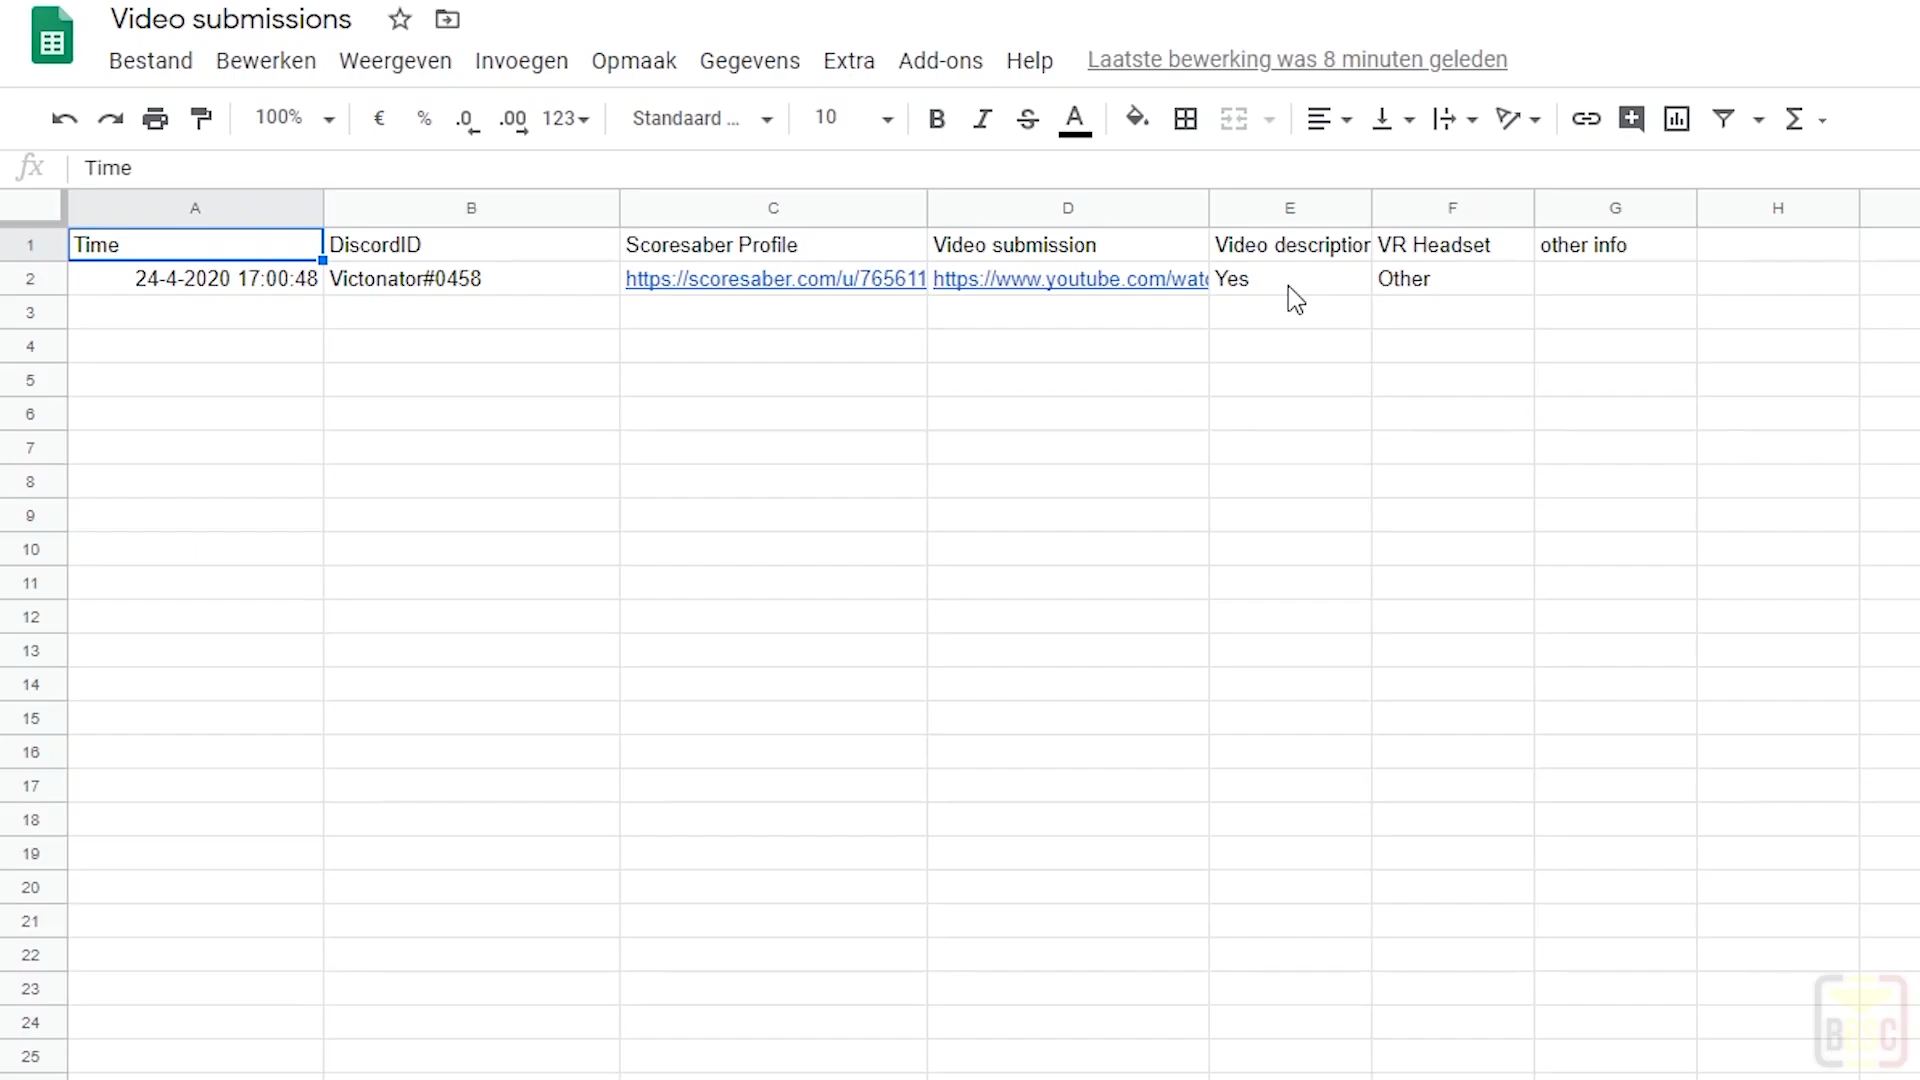 Video submissions
Bestand Bewerken Weergeven Invoegen Opmaak Gegevens Extra Add-ons Help Laatste bewerking was 8 minuten geleden
100% € % .0 .00 123 Standaard ... 10 B I S A Σ
fx Time
A B C D E F G H
1 Time DiscordID Scoresaber Profile Video submission Video description VR Headset other info
2 24-4-2020 17:00:48 Victonator#0458 https://scoresaber.com/u/765611 https://www.youtube.com/watc Yes Other
3
4
5
6
7
8
9
10
11
12
13
14
15
16
17
18
19
20
21
22
23
24
25
BBSC